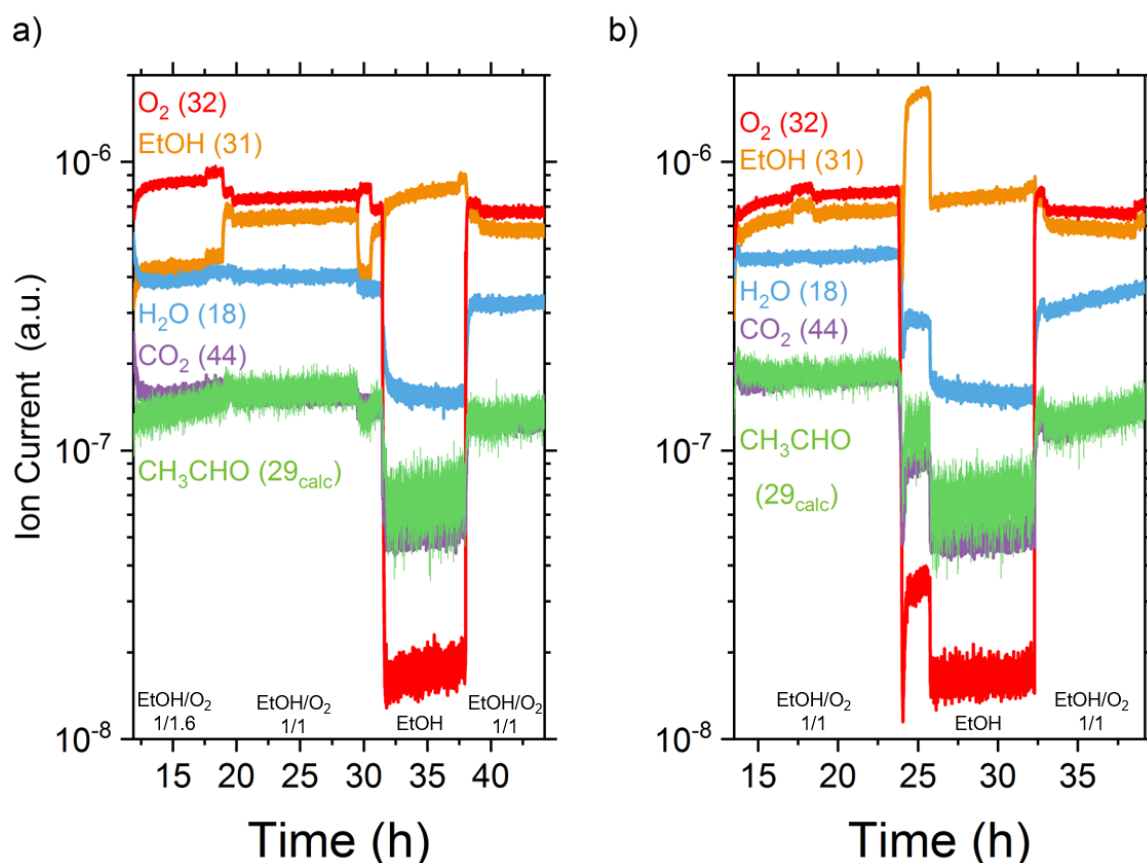 a)
10⁻⁶
10⁻⁷
10⁻⁸
Ion Current (a.u.)
O₂ (32)
EtOH (31)
H₂O (18)
CO₂ (44)
CH₃CHO (29calc)
EtOH/O₂
1/1.6
EtOH/O₂
1/1
EtOH
EtOH/O₂
1/1
15 20 25 30 35 40
Time (h)
b)
10⁻⁶
10⁻⁷
10⁻⁸
O₂ (32)
EtOH (31)
H₂O (18)
CO₂ (44)
CH₃CHO
(29calc)
EtOH/O₂
1/1
EtOH
EtOH/O₂
1/1
15 20 25 30 35
Time (h)